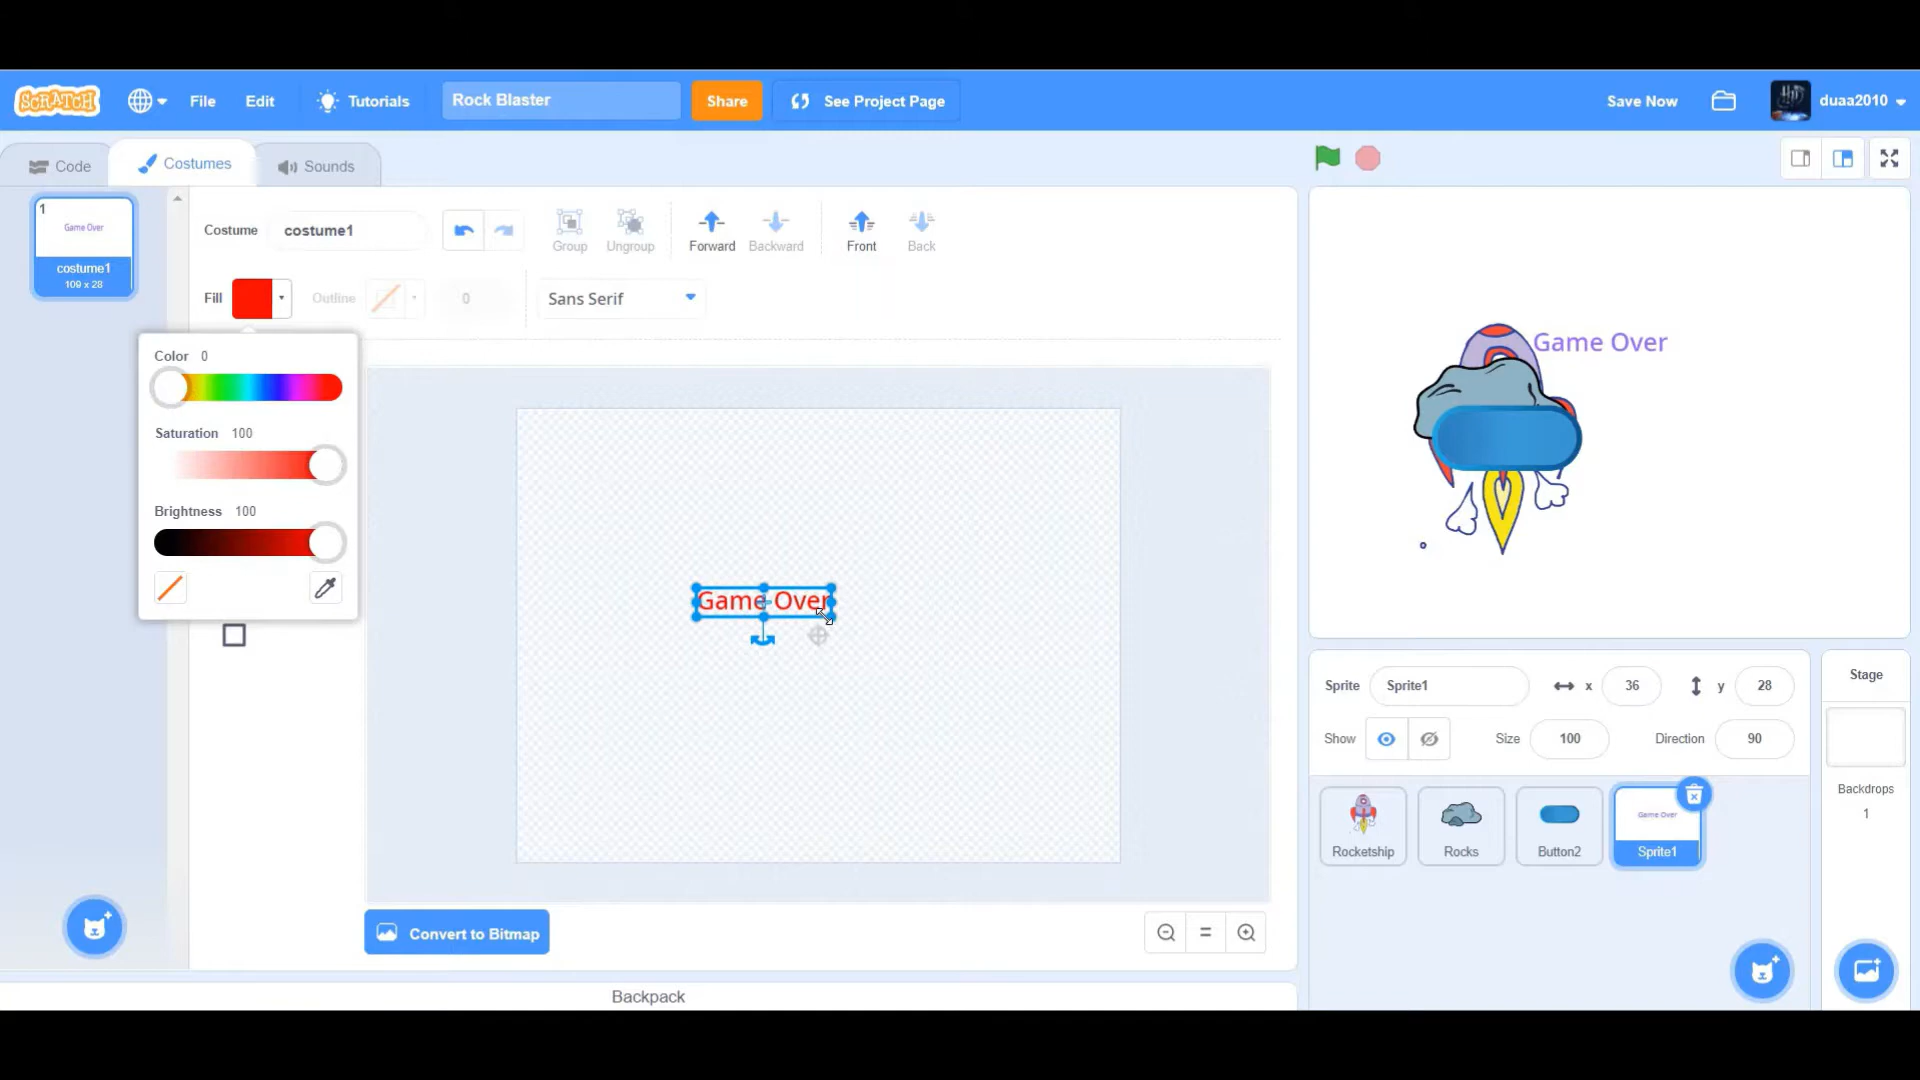 SCRATCH File Edit Tutorials Rock Blaster Share See Project Page Save Now duaa2010
Code Costumes Sounds
1
Game Over
costume1
109 x 28
Costume costume1 Group Ungroup Forward Backward Front Back
Fill Outline 0 Sans Serif
Color 0
Saturation 100
Brightness 100
Game Over
Convert to Bitmap
Backpack
Game Over
Sprite Sprite1 x 36 y 28
Show Size 100 Direction 90
Rocketship Rocks Button2
Game Over
Sprite1
Stage
Backdrops
1